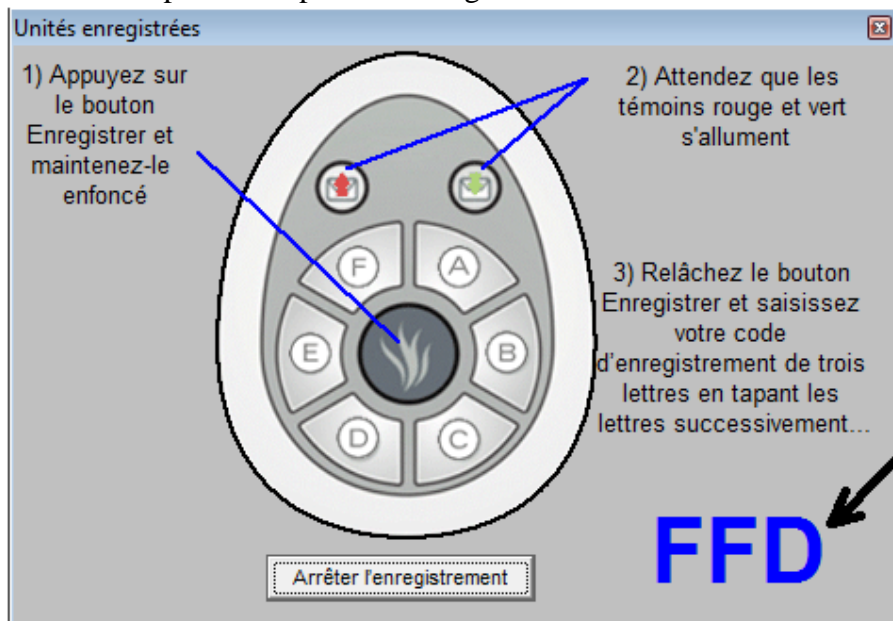 Unités enregistrées
1) Appuyez sur
le bouton
Enregistrer et
maintenez-le
enfoncé
2) Attendez que les
témoins rouge et vert
s'allument
F
A
E
B
D
C
3) Relâchez le bouton
Enregistrer et saisissez
votre code
d'enregistrement de trois
lettres en tapant les
lettres successivement...
FFD
Arrêter l'enregistrement